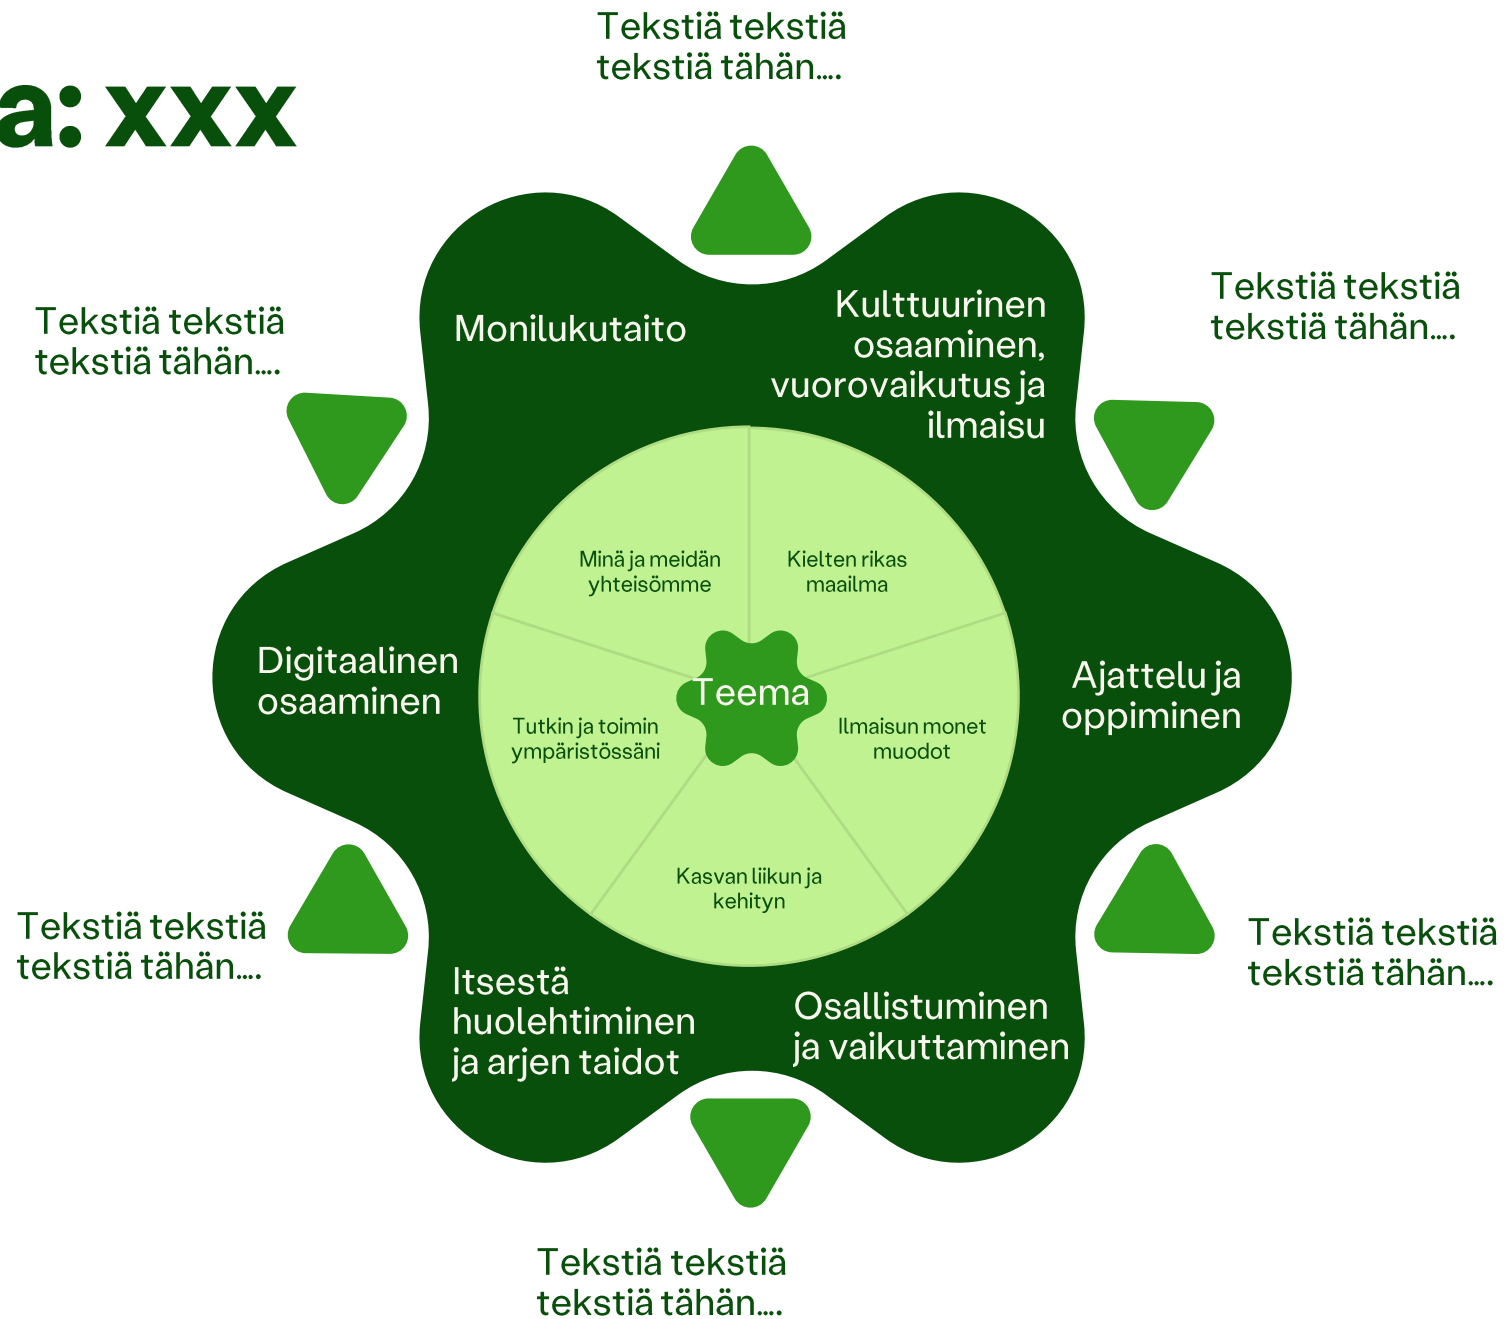 Tekstiä tekstiä
tekstiä tähän....
a: xxx
Tekstiä tekstiä
tekstiä tähän....
Tekstiä tekstiä
tekstiä tähän....
Monilukutaito
Kulttuurinen
osaaminen,
vuorovaikutus ja
ilmaisu
Minä ja meidän
yhteisömme
Kielten rikas
maailma
Digitaalinen
osaaminen
Teema
Ajattelu ja
oppiminen
Tutkin ja toimin
ympäristössäni
Ilmaisun monet
muodot
Kasvan liikun ja
kehityn
Tekstiä tekstiä
tekstiä tähän....
Tekstiä tekstiä
tekstiä tähän....
Itsestä
huolehtiminen
ja arjen taidot
Osallistuminen
ja vaikuttaminen
Tekstiä tekstiä
tekstiä tähän....